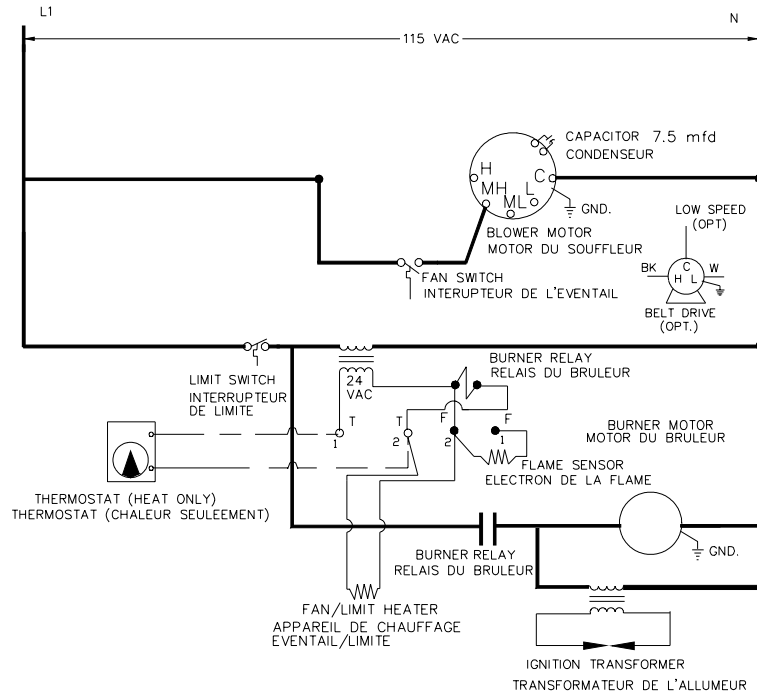 L1
N
115 VAC
CAPACITOR 7.5 mfd
CONDENSEUR
H
MH
C
L
ML
GND.
BLOWER MOTOR
MOTOR DU SOUFFLEUR
LOW SPEED
(OPT)
FAN SWITCH
INTERUPTEUR DE L'EVENTAIL
BK
C
W
H L
BELT DRIVE
(OPT.)
LIMIT SWITCH
INTERRUPTEUR
DE LIMITE
24
VAC
BURNER RELAY
RELAIS DU BRULEUR
T
T
F
F
1
2
2
1
BURNER MOTOR
MOTOR DU BRULEUR
FLAME SENSOR
ELECTRON DE LA FLAME
THERMOSTAT (HEAT ONLY)
THERMOSTAT (CHALEUR SEULEEMENT)
BURNER RELAY
RELAIS DU BRULEUR
GND.
FAN/LIMIT HEATER
APPAREIL DE CHAUFFAGE
EVENTAIL/LIMITE
IGNITION TRANSFORMER
TRANSFORMATEUR DE L'ALLUMEUR